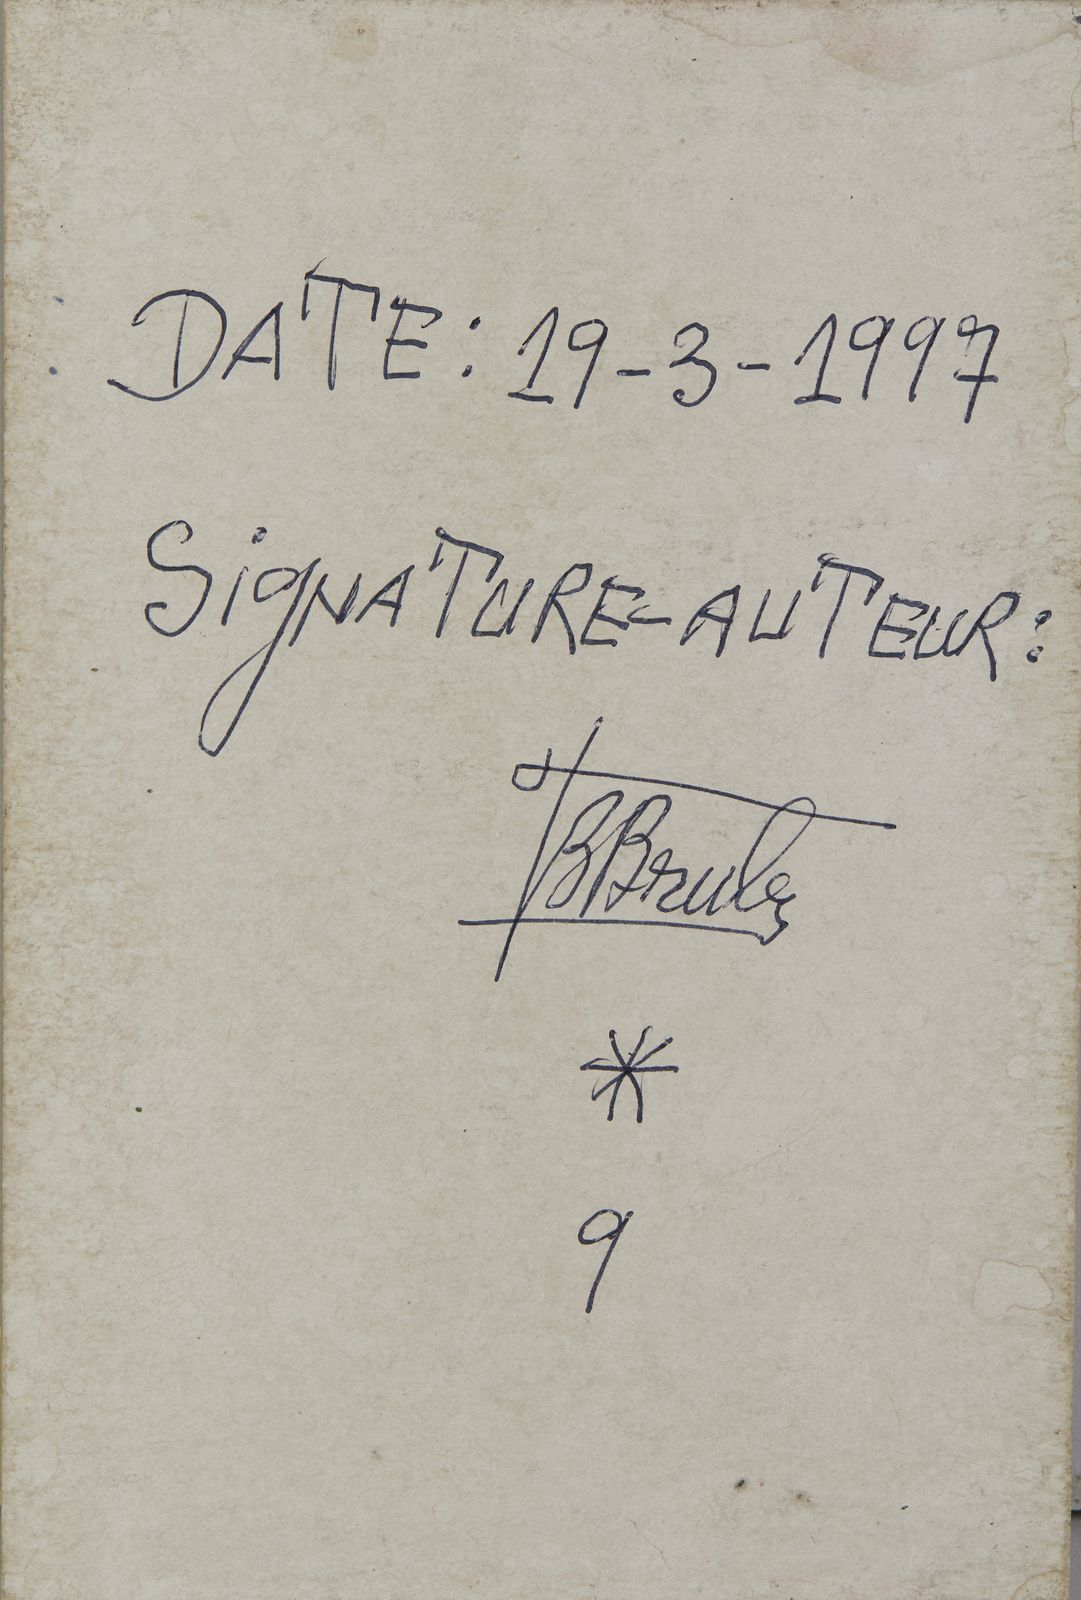 DATE: 19-3-1997
SigNATURE-AUTEUR:
*
9